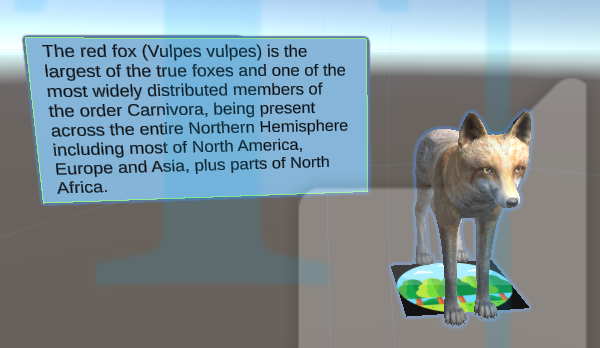 The red fox (Vulpes vulpes) is the
largest of the true foxes and one of the
most widely distributed members of
the order Carnivora, being present
across the entire Northern Hemisphere
including most of North America,
Europe and Asia, plus parts of North
Africa.